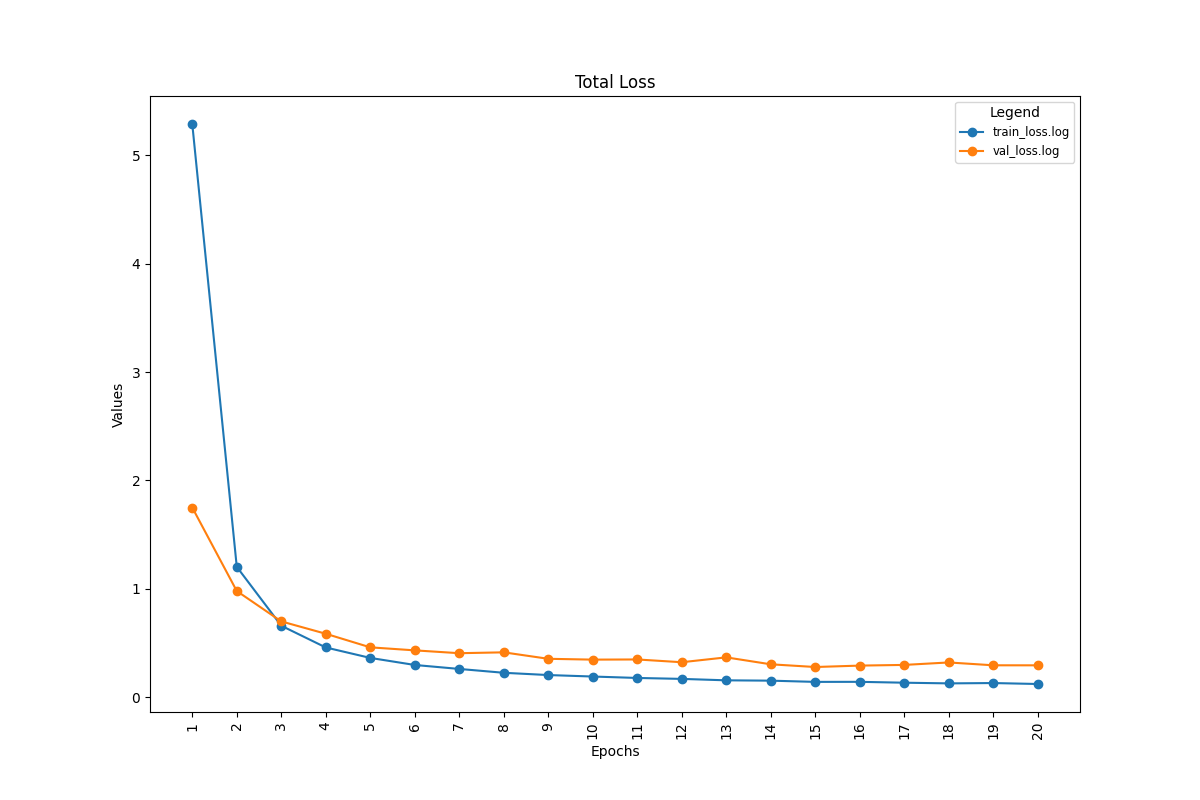 Total Loss
Legend
train_loss.log
val_loss.log
5
4
3
2
1
0
Values
1 2 3 4 5 6 7 8 9 10 11 12 13 14 15 16 17 18 19 20
Epochs